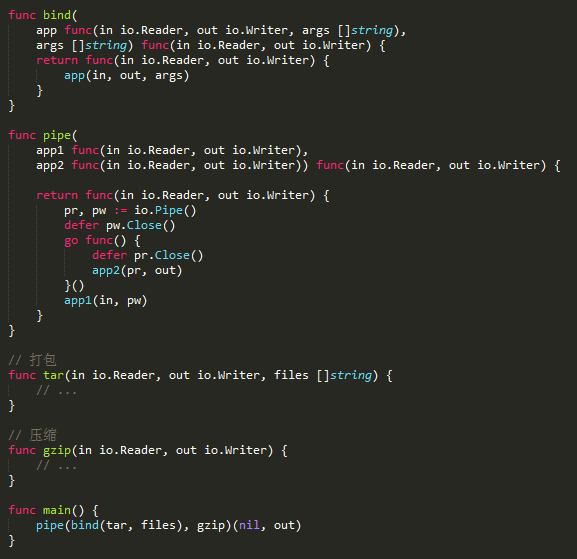 func bind(
    app func(in io.Reader, out io.Writer, args []string),
    args []string) func(in io.Reader, out io.Writer) {
    return func(in io.Reader, out io.Writer) {
        app(in, out, args)
    }
}

func pipe(
    app1 func(in io.Reader, out io.Writer),
    app2 func(in io.Reader, out io.Writer)) func(in io.Reader, out io.Writer) {

    return func(in io.Reader, out io.Writer) {
        pr, pw := io.Pipe()
        defer pw.Close()
        go func() {
            defer pr.Close()
            app2(pr, out)
        }()
        app1(in, pw)
    }
}

// 打包
func tar(in io.Reader, out io.Writer, files []string) {
    // ...
}

// 压缩
func gzip(in io.Reader, out io.Writer) {
    // ...
}

func main() {
    pipe(bind(tar, files), gzip)(nil, out)
}